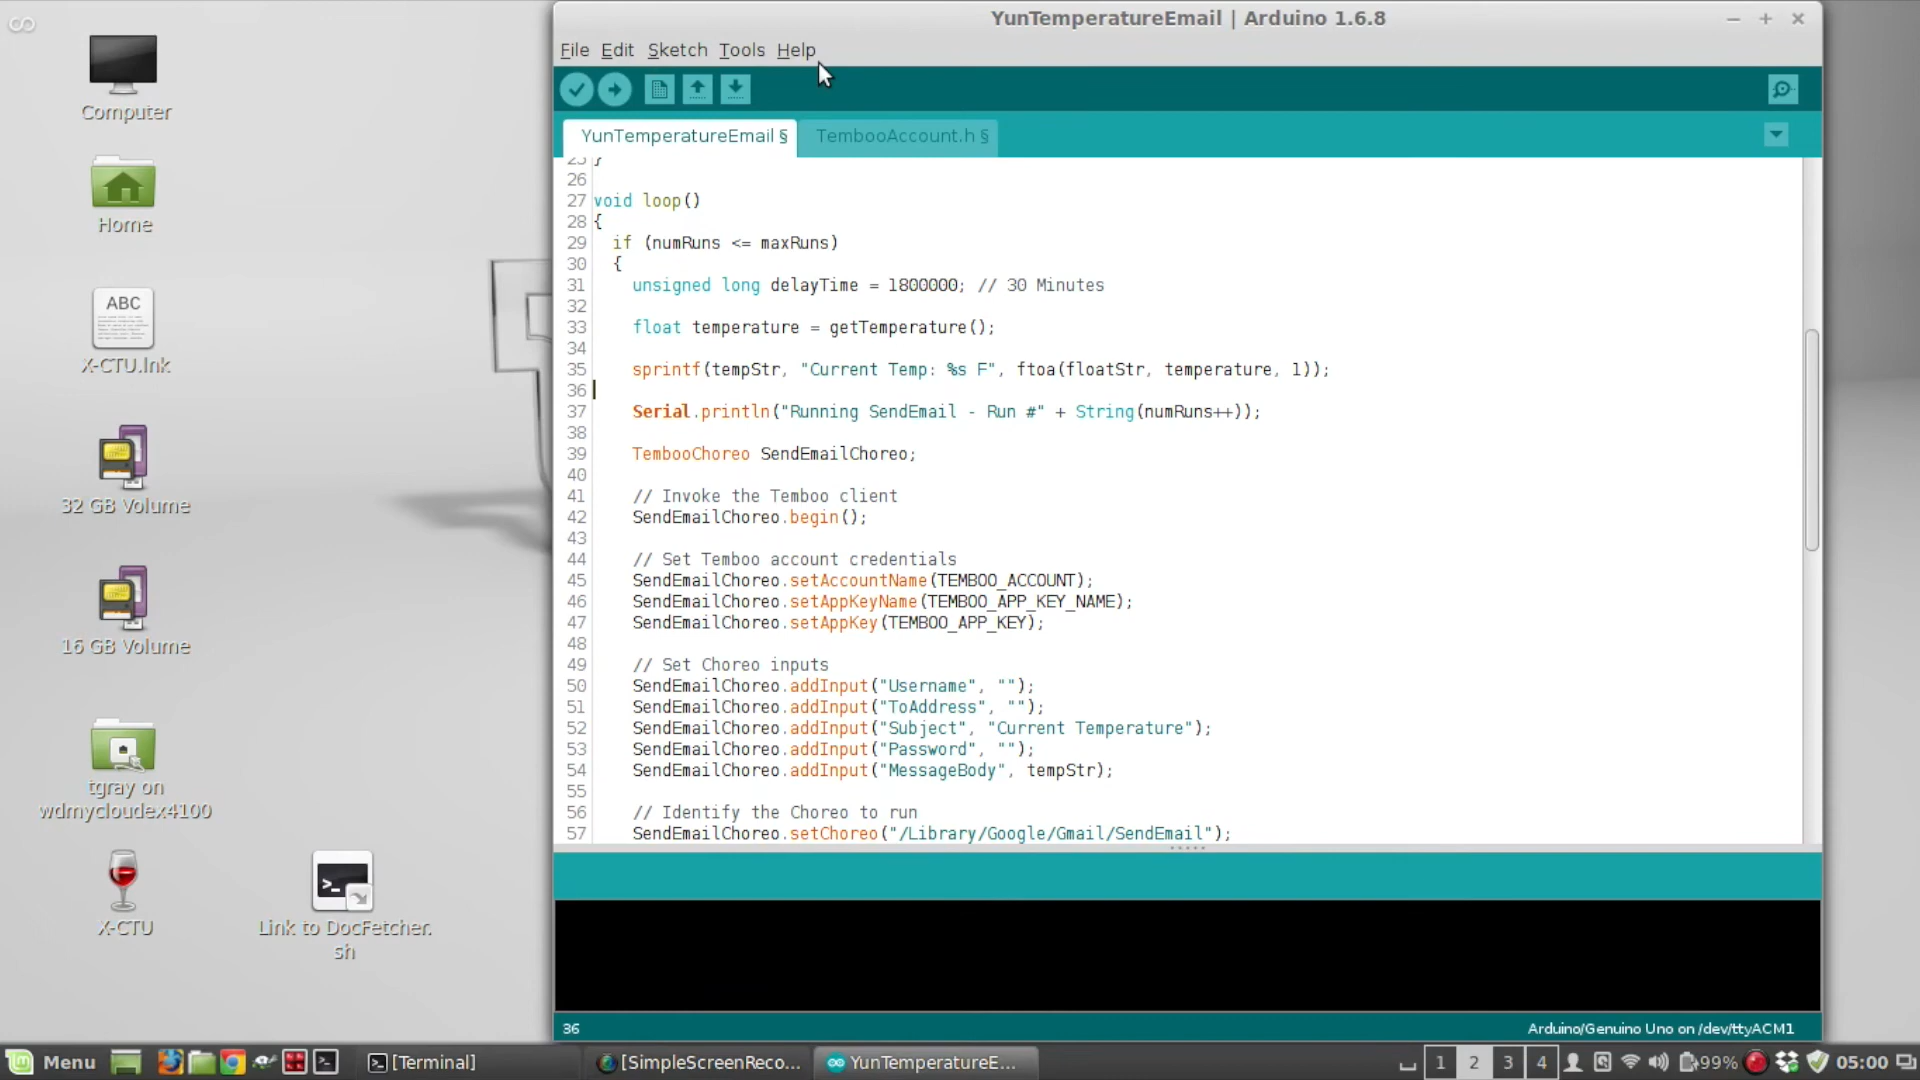 YunTemperatureEmail | Arduino 1.6.8
File Edit Sketch Tools Help
YunTemperatureEmail § TembooAccount.h §
25 }
26
27 void loop()
28 {
29 if (numRuns <= maxRuns)
30 {
31 unsigned long delayTime = 1800000; // 30 Minutes
32
33 float temperature = getTemperature();
34
35 sprintf(tempStr, "Current Temp: %s F", ftoa(floatStr, temperature, 1));
36
37 Serial.println("Running SendEmail - Run #" + String(numRuns++));
38
39 TembooChoreo SendEmailChoreo;
40
41 // Invoke the Temboo client
42 SendEmailChoreo.begin();
43
44 // Set Temboo account credentials
45 SendEmailChoreo.setAccountName(TEMBOO_ACCOUNT);
46 SendEmailChoreo.setAppKeyName(TEMBOO_APP_KEY_NAME);
47 SendEmailChoreo.setAppKey(TEMBOO_APP_KEY);
48
49 // Set Choreo inputs
50 SendEmailChoreo.addInput("Username", "");
51 SendEmailChoreo.addInput("ToAddress", "");
52 SendEmailChoreo.addInput("Subject", "Current Temperature");
53 SendEmailChoreo.addInput("Password", "");
54 SendEmailChoreo.addInput("MessageBody", tempStr);
55
56 // Identify the Choreo to run
57 SendEmailChoreo.setChoreo("/Library/Google/Gmail/SendEmail");
36 Arduino/Genuino Uno on /dev/ttyACM1
Computer
Home
ABC
X-CTU.lnk
32 GB Volume
16 GB Volume
tgray on
wdmycloudex4100
X-CTU
Link to DocFetcher.
sh
Menu [Terminal] [SimpleScreenReco... YunTemperatureE... 1 2 3 4 99% 05:00